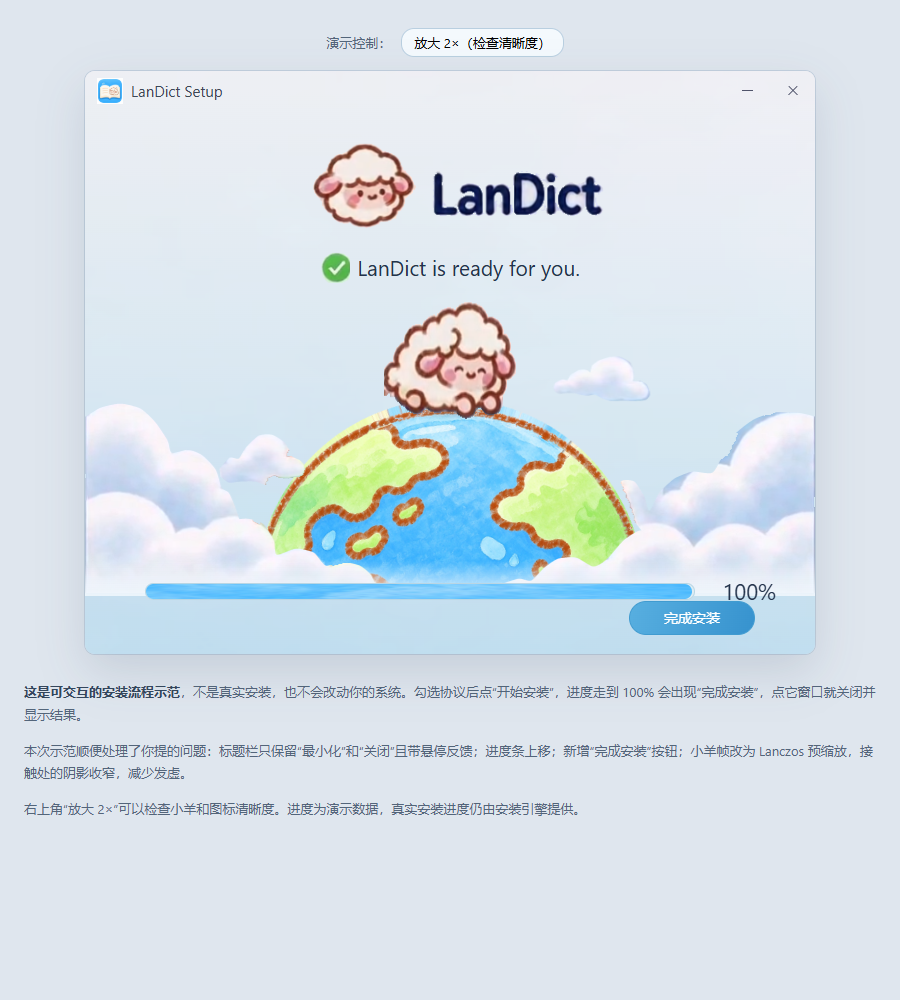 演示控制： 放大 2×（检查清晰度）
LanDict Setup
LanDict
LanDict is ready for you.
100%
完成安装
这是可交互的安装流程示范，不是真实安装，也不会改动你的系统。勾选协议后点“开始安装”，进度走到 100% 会出现“完成安装”，点它窗口就关闭并
显示结果。
本次示范顺便处理了你提的问题：标题栏只保留“最小化”和“关闭”且带悬停反馈；进度条上移；新增“完成安装”按钮；小羊帧改为 Lanczos 预缩放，接
触处的阴影收窄，减少发虚。
右上角“放大 2×”可以检查小羊和图标清晰度。进度为演示数据，真实安装进度仍由安装引擎提供。